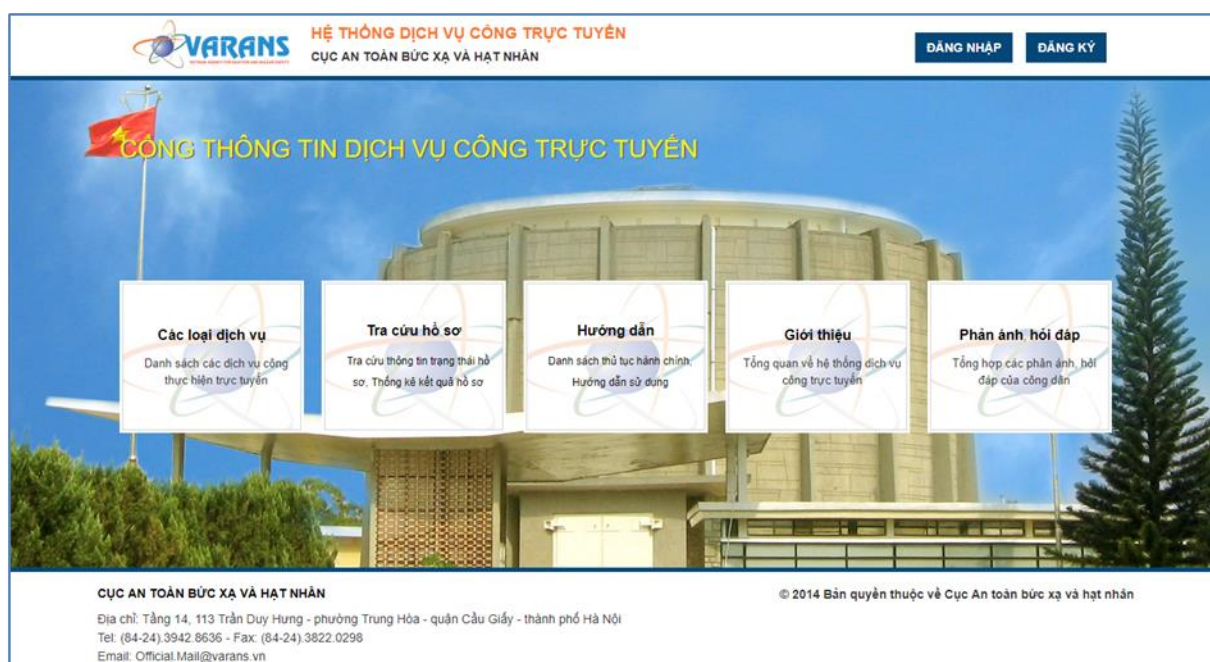 VARANS
VIETNAM AGENCY FOR RADIATION AND NUCLEAR SAFETY
HỆ THỐNG DỊCH VỤ CÔNG TRỰC TUYẾN
CỤC AN TOÀN BỨC XẠ VÀ HẠT NHÂN
ĐĂNG NHẬP
ĐĂNG KÝ
CỔNG THÔNG TIN DỊCH VỤ CÔNG TRỰC TUYẾN
Các loại dịch vụ
Danh sách các dịch vụ công
thực hiện trực tuyến
Tra cứu hồ sơ
Tra cứu thông tin trạng thái hồ
sơ, Thống kê kết quả hồ sơ
Hướng dẫn
Danh sách thủ tục hành chính,
Hướng dẫn sử dụng
Giới thiệu
Tổng quan về hệ thống dịch vụ
công trực tuyến
Phản ánh, hỏi đáp
Tổng hợp các phản ánh, hỏi
đáp của công dân
CỤC AN TOÀN BỨC XẠ VÀ HẠT NHÂN
Địa chỉ: Tầng 14, 113 Trần Duy Hưng - phường Trung Hòa - quận Cầu Giấy - thành phố Hà Nội
Tel: (84-24).3942.8636 - Fax: (84-24).3822.0298
Email: Official.Mail@varans.vn
© 2014 Bản quyền thuộc về Cục An toàn bức xạ và hạt nhân